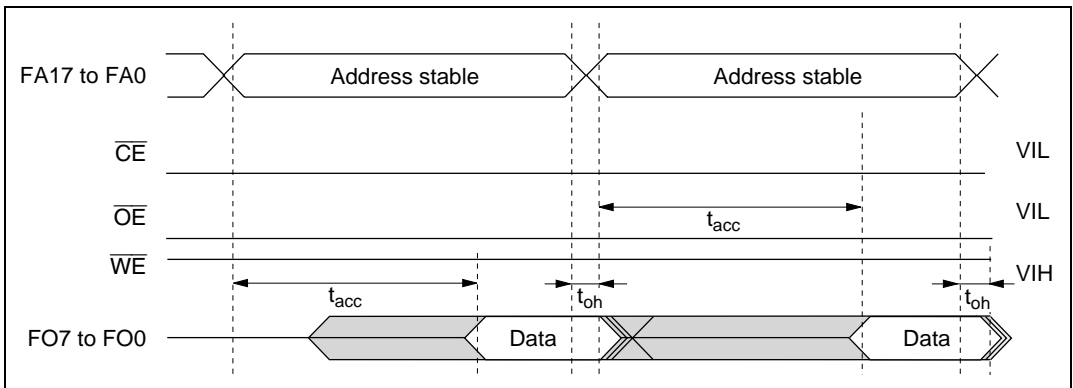 FA17 to FA0
Address stable
Address stable
CE
VIL
OE
tacc
VIL
WE
VIH
tacc
toh
toh
FO7 to FO0
Data
Data